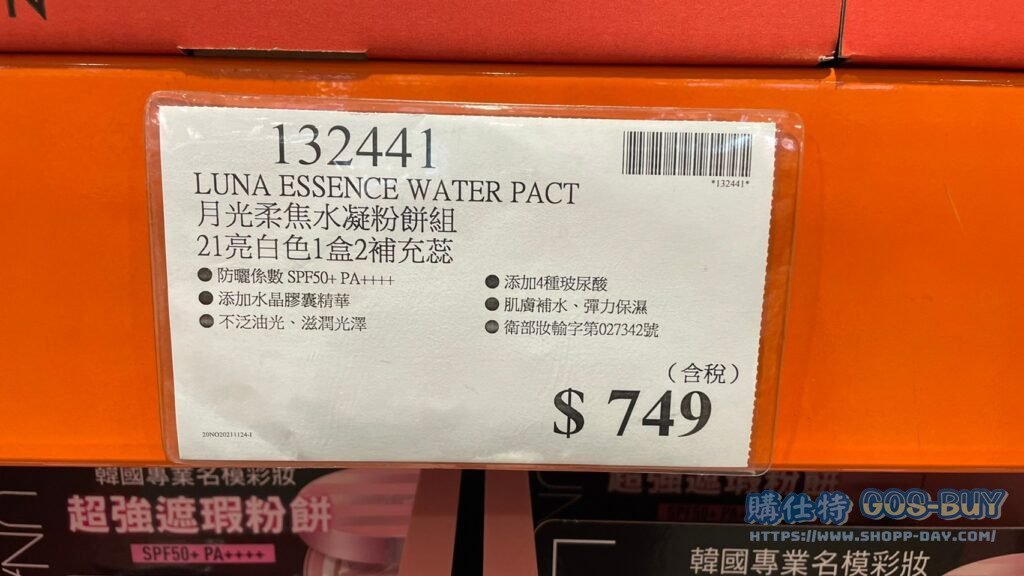 132441
*132441*
LUNA ESSENCE WATER PACT
月光柔焦水凝粉餅組
21亮白色1盒2補充蕊
● 防曬係數 SPF50+ PA++++
● 添加水晶膠囊精華
● 不泛油光、滋潤光澤
● 添加4種玻尿酸
● 肌膚補水、彈力保濕
● 衛部妝輸字第027342號
(含稅)
$ 749
20NO20211124-1
韓國專業名模彩妝
超強遮瑕粉餅
SPF50+ PA++++
韓國專業名模彩妝
購仕特 GOS-BUY
HTTPS://WWW.SHOPP-DAY.COM/